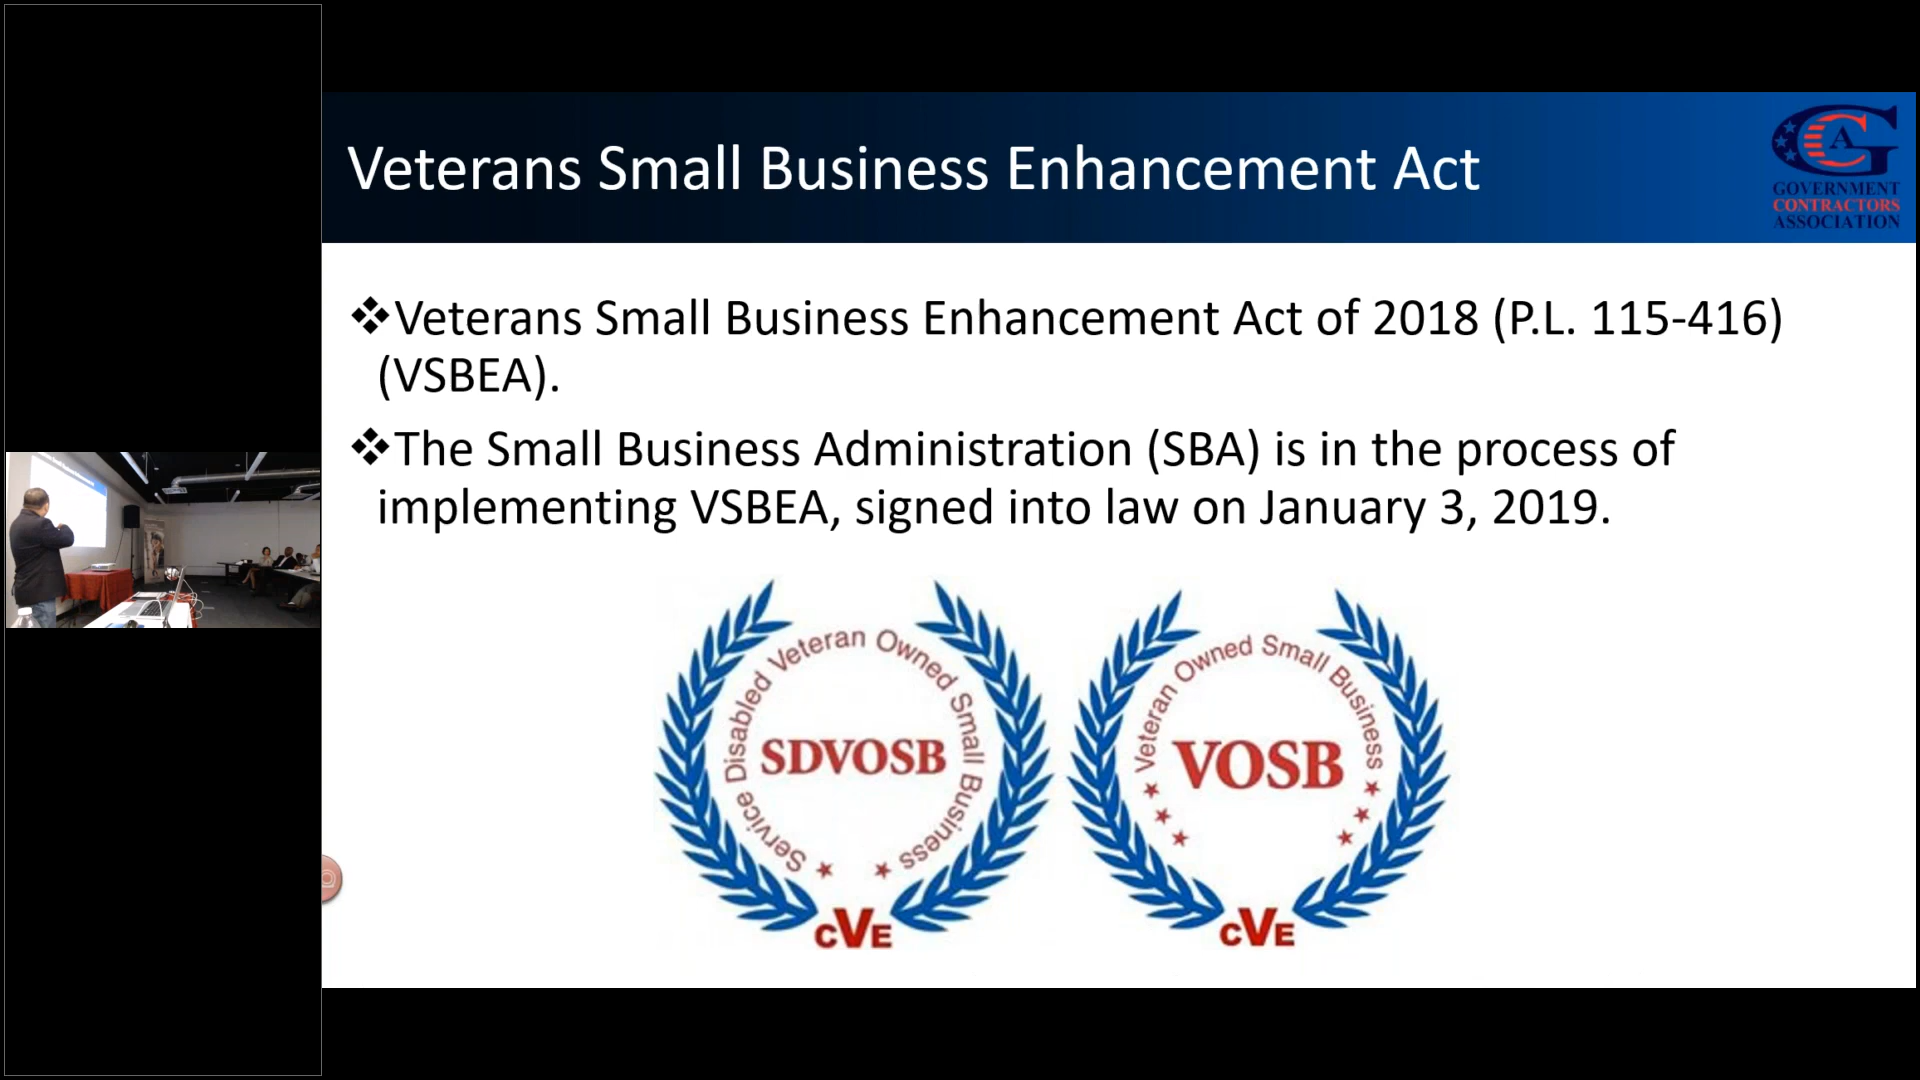 Veterans Small Business Enhancement Act
GOVERNMENT
CONTRACTORS
ASSOCIATION
❖Veterans Small Business Enhancement Act of 2018 (P.L. 115-416)
(VSBEA).
❖The Small Business Administration (SBA) is in the process of
implementing VSBEA, signed into law on January 3, 2019.
Service Disabled Veteran Owned Small Business
SDVOSB
CVE
Veteran Owned Small Business
VOSB
CVE